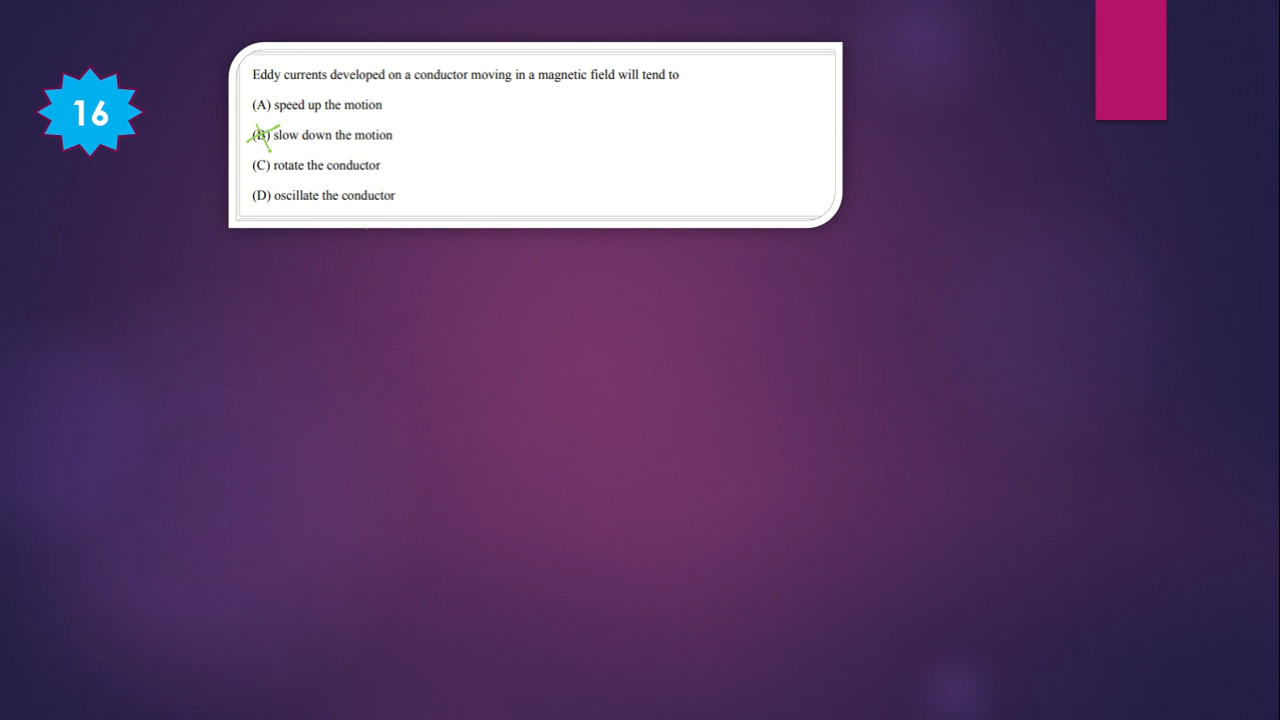 16
Eddy currents developed on a conductor moving in a magnetic field will tend to
(A) speed up the motion
(B) slow down the motion
(C) rotate the conductor
(D) oscillate the conductor